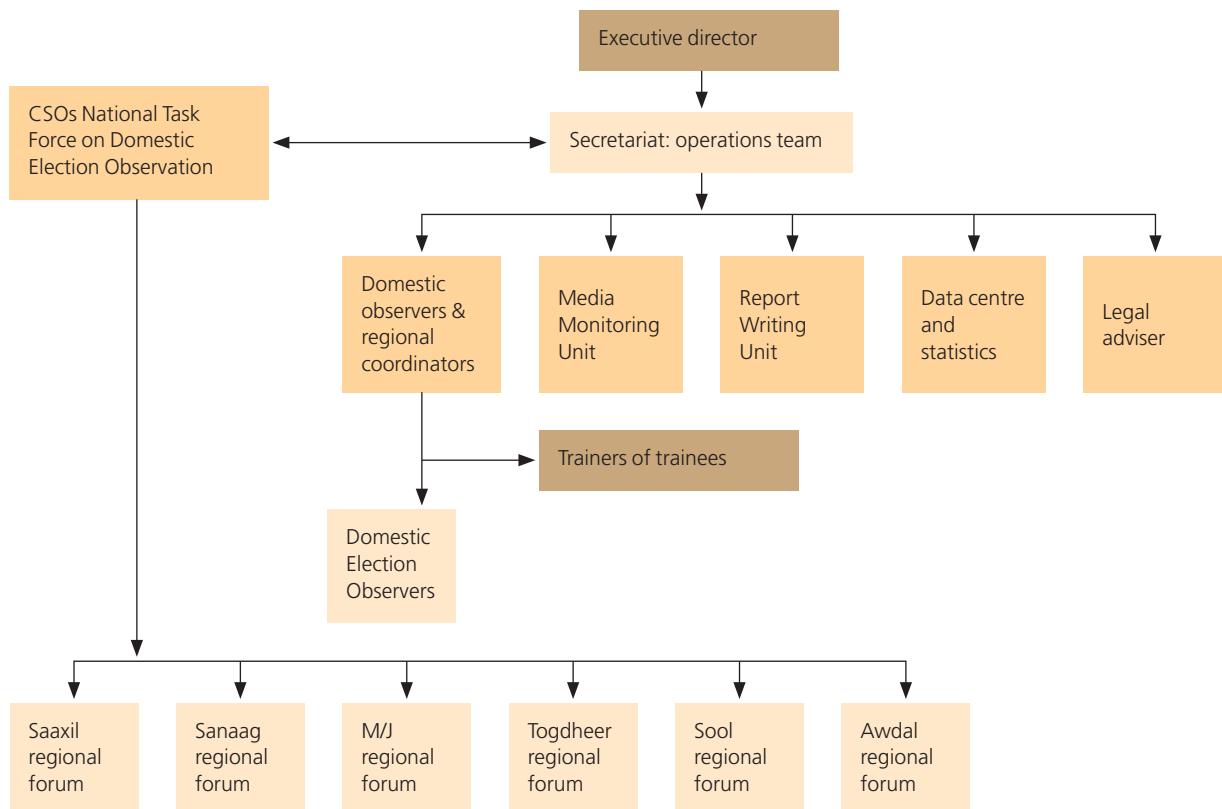 Executive director
CSOs National Task
Force on Domestic
Election Observation
Secretariat: operations team
Domestic
observers &
regional
coordinators
Media
Monitoring
Unit
Report
Writing
Unit
Data centre
and
statistics
Legal
adviser
Trainers of trainees
Domestic
Election
Observers
Saaxil
regional
forum
Sanaag
regional
forum
M/J
regional
forum
Togdheer
regional
forum
Sool
regional
forum
Awdal
regional
forum